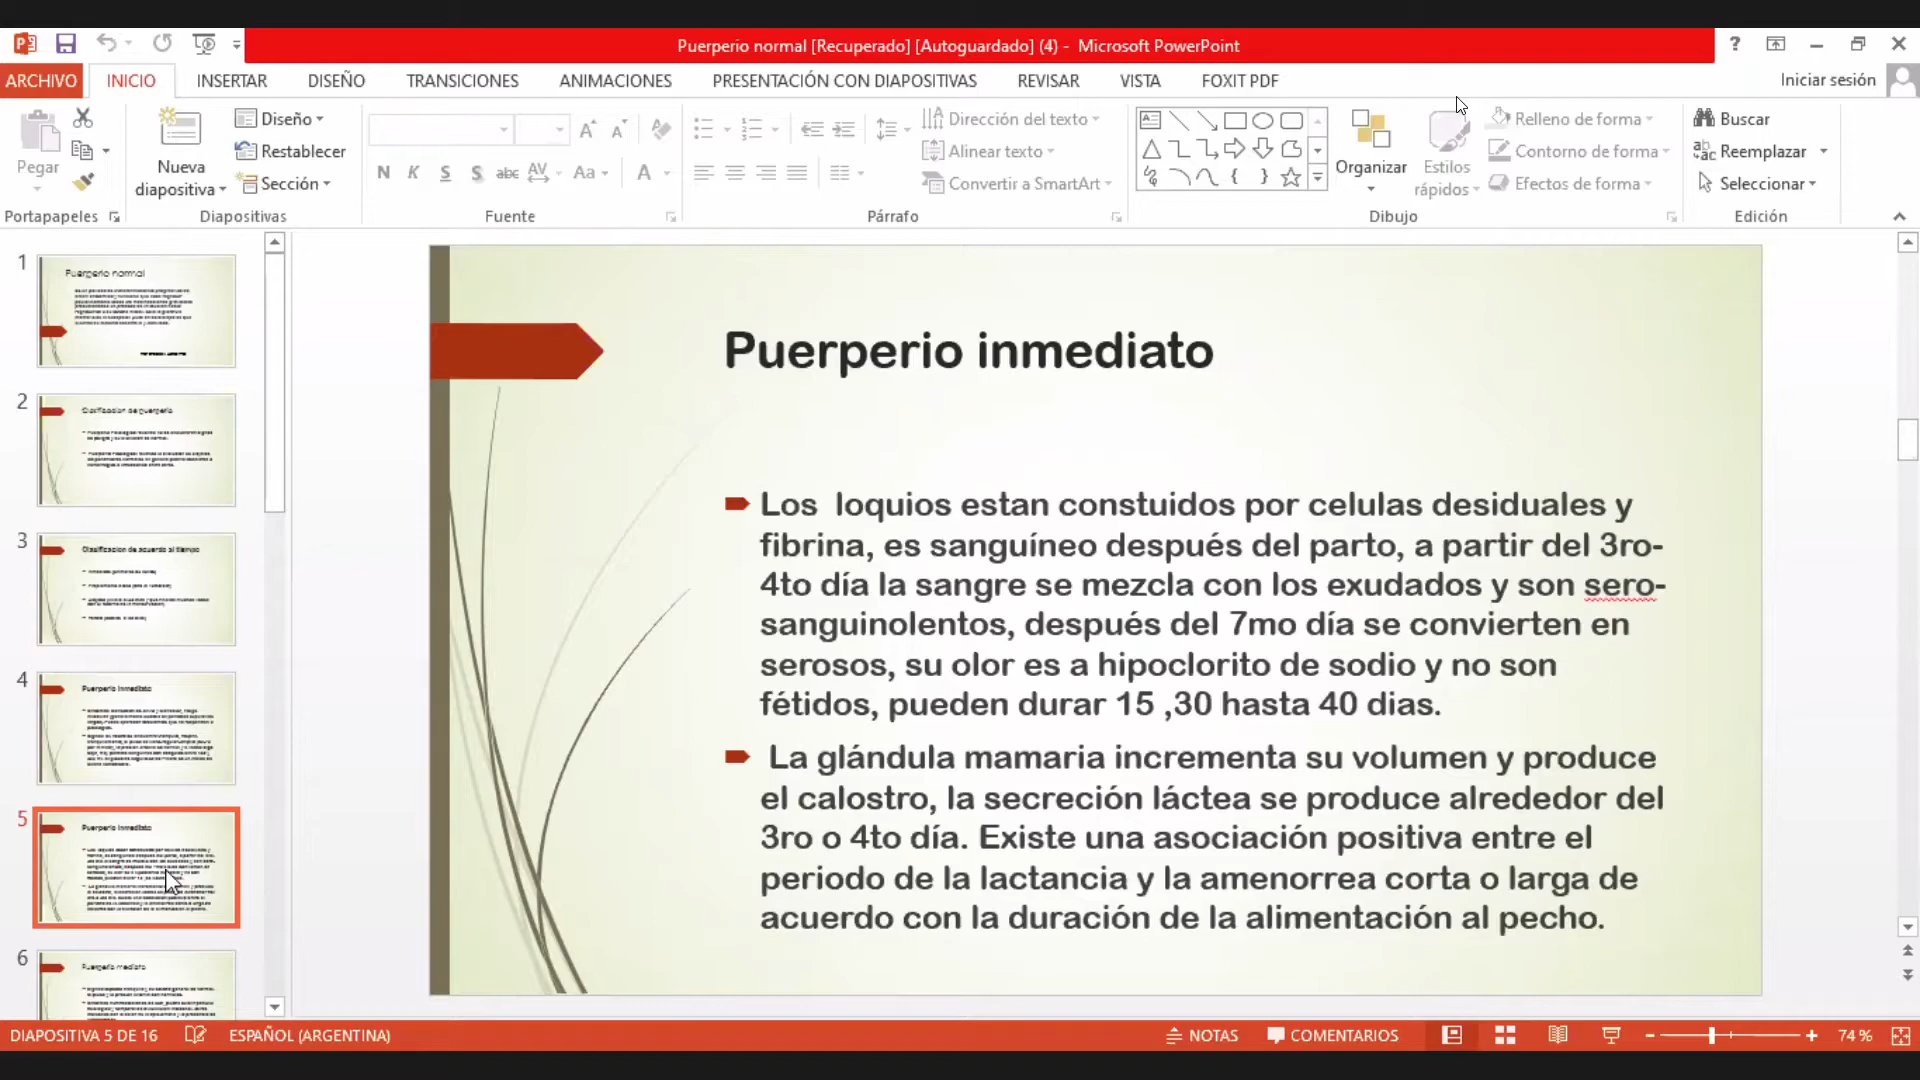 Puerperio normal [Recuperado] [Autoguardado] (4) - Microsoft PowerPoint
ARCHIVO INICIO INSERTAR DISEÑO TRANSICIONES ANIMACIONES PRESENTACIÓN CON DIAPOSITIVAS REVISAR VISTA FOXIT PDF Iniciar sesión
Pegar
Nueva diapositiva
Diseño
Restablecer
Sección
N K S S abc AV Aa A
Dirección del texto
Alinear texto
Convertir a SmartArt
Organizar
Estilos rápidos
Relleno de forma
Contorno de forma
Efectos de forma
Buscar
Reemplazar
Seleccionar
Portapapeles Diapositivas Fuente Párrafo Dibujo Edición
1
Puerperio normal
2
Clasificacion de puerperio
3
Clasificacion de acuerdo al tiempo
4
Puerperio inmediato
5
Puerperio inmediato
6
Puerperio mediato
Puerperio inmediato
Los loquios estan constuidos por celulas desiduales y
fibrina, es sanguíneo después del parto, a partir del 3ro-
4to día la sangre se mezcla con los exudados y son sero-
sanguinolentos, después del 7mo día se convierten en
serosos, su olor es a hipoclorito de sodio y no son
fétidos, pueden durar 15 ,30 hasta 40 dias.
La glándula mamaria incrementa su volumen y produce
el calostro, la secreción láctea se produce alrededor del
3ro o 4to día. Existe una asociación positiva entre el
periodo de la lactancia y la amenorrea corta o larga de
acuerdo con la duración de la alimentación al pecho.
DIAPOSITIVA 5 DE 16 ESPAÑOL (ARGENTINA) NOTAS COMENTARIOS 74 %